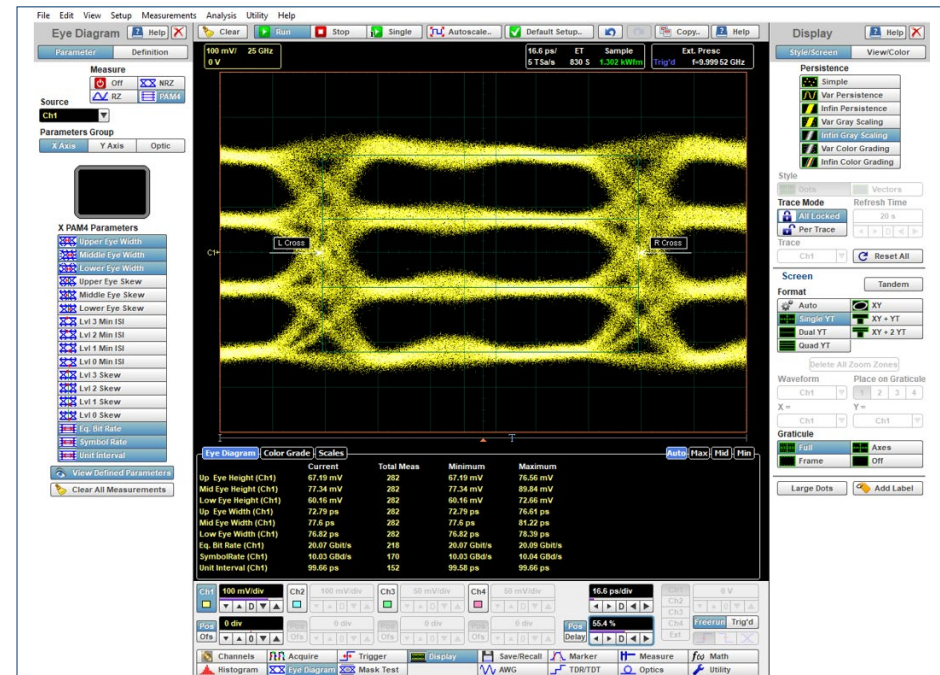 File Edit View Setup Measurements Analysis Utility Help
Eye Diagram Help
Clear Run Stop Single Autoscale.. Default Setup.. Copy.. Help
Display Help
Parameter Definition
Measure
Off NRZ
RZ PAM4
Source
Ch1
Parameters Group
X Axis Y Axis Optic
X PAM4 Parameters
Upper Eye Width
Middle Eye Width
Lower Eye Width
Upper Eye Skew
Middle Eye Skew
Lower Eye Skew
Lvl 3 Min ISI
Lvl 2 Min ISI
Lvl 1 Min ISI
Lvl 0 Min ISI
Lvl 3 Skew
Lvl 2 Skew
Lvl 1 Skew
Lvl 0 Skew
Eq. Bit Rate
Symbol Rate
Unit Interval
View Defined Parameters
Clear All Measurements
100 mV/ 25 GHz
0 V
16.6 ps/ ET Sample
5 TSa/s 830 S 1.302 kWfm
Ext. Presc
Trig'd f=9.999 52 GHz
C1
L Cross
R Cross
T
Eye Diagram Color Grade Scales Auto Max Mid Min
Current Total Meas Minimum Maximum
Up Eye Height (Ch1) 67.19 mV 282 67.19 mV 76.56 mV
Mid Eye Height (Ch1) 77.34 mV 282 77.34 mV 89.84 mV
Low Eye Height (Ch1) 60.16 mV 282 60.16 mV 72.66 mV
Up Eye Width (Ch1) 72.79 ps 282 72.79 ps 76.61 ps
Mid Eye Width (Ch1) 77.6 ps 282 77.6 ps 81.22 ps
Low Eye Width (Ch1) 76.82 ps 282 76.82 ps 78.39 ps
Eq. Bit Rate (Ch1) 20.07 Gbit/s 218 20.07 Gbit/s 20.09 Gbit/s
SymbolRate (Ch1) 10.03 GBd/s 170 10.03 GBd/s 10.04 GBd/s
Unit Interval (Ch1) 99.66 ps 152 99.58 ps 99.66 ps
Ch1 100 mV/div Ch2 100 mV/div Ch3 50 mV/div Ch4 50 mV/div 16.6 ps/div Ch1 0 V
D D D D D Ch2 D
Ch3
Pos 0 div Pos 0 div Pos 0 div Pos 0 div Pos 55.4 % Ch4 Freerun Trig'd
Ofs D Ofs D Ofs D Ofs D Delay D Ext
Channels Acquire Trigger Display Save/Recall Marker Measure f(x) Math
Histogram Eye Diagram Mask Test AWG TDR/TDT Optics Utility
Style/Screen View/Color
Persistence
Simple
Var Persistence
Infin Persistence
Var Gray Scaling
Infin Gray Scaling
Var Color Grading
Infin Color Grading
Style
Dots Vectors
Trace Mode Refresh Time
All Locked 20 s
Per Trace D
Trace
Ch1 Reset All
Screen Tandem
Format
Auto XY
Single YT XY + YT
Dual YT XY + 2 YT
Quad YT
Delete All Zoom Zones
Waveform Place on Graticule
Ch1 1 2 3 4
X = Y =
Ch1 Ch1
Graticule
Full Axes
Frame Off
Large Dots Add Label